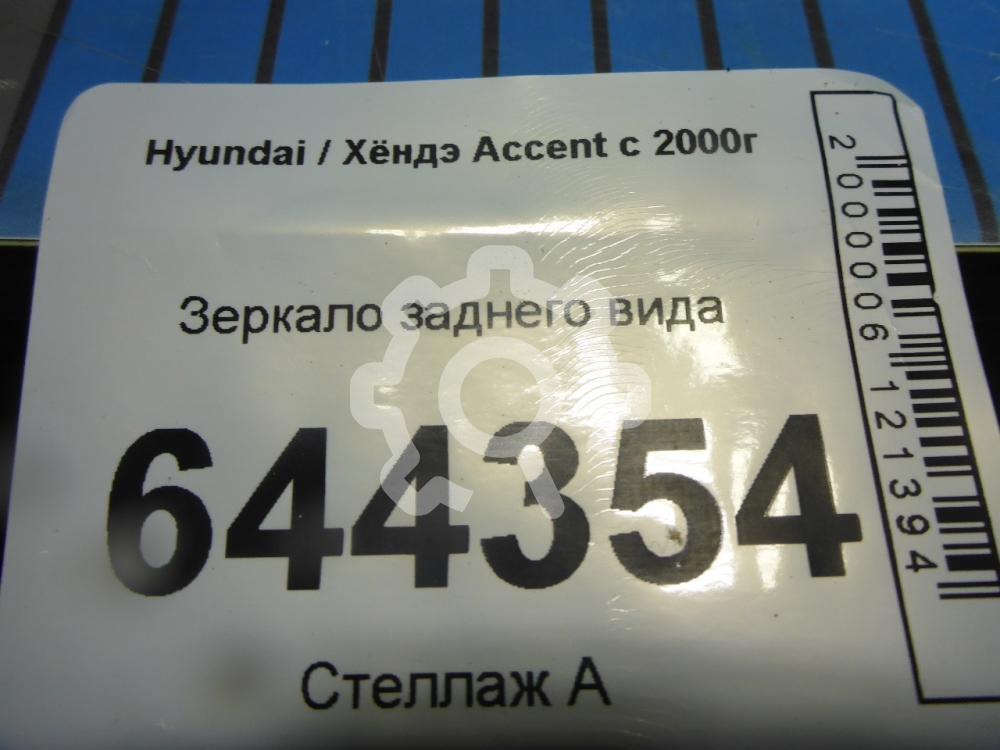 Hyundai / Хёндэ Accent с 2000г
Зеркало заднего вида
644354
Стеллаж А
2000006121394